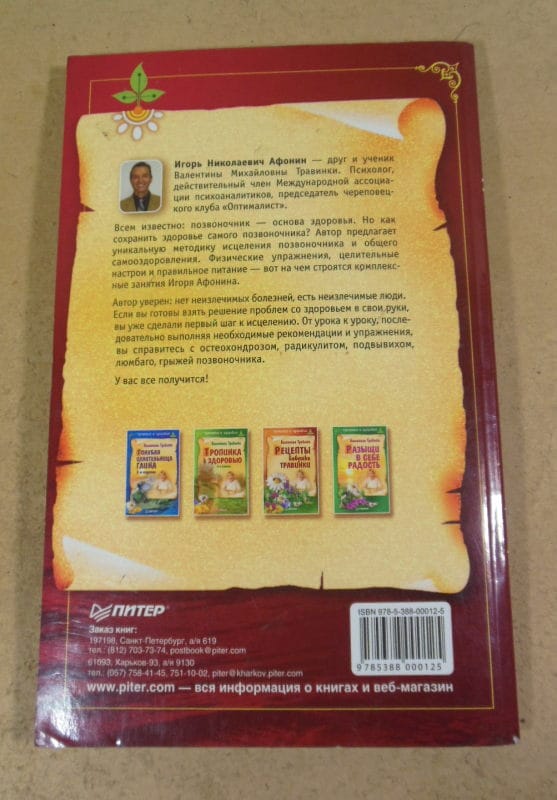 Игорь Николаевич Афонин — друг и ученик
Валентины Михайловны Травинки. Психолог,
действительный член Международной ассоциа-
ции психоаналитиков, председатель череповец-
кого клуба «Оптималист».
Всем известно: позвоночник — основа здоровья. Но как
сохранить здоровье самого позвоночника? Автор предлагает
уникальную методику исцеления позвоночника и общего
самооздоровления. Физические упражнения, целительные
настрои и правильное питание — вот на чем строятся комплекс-
ные занятия Игоря Афонина.
Автор уверен: нет неизлечимых болезней, есть неизлечимые люди.
Если вы готовы взять решение проблем со здоровьем в свои руки,
вы уже сделали первый шаг к исцелению. От урока к уроку, после-
довательно выполняя необходимые рекомендации и упражнения,
вы справитесь с остеохондрозом, радикулитом, подвывихом,
люмбаго, грыжей позвоночника.
У вас все получится!
Голубая
целительница
Глина
Тропинка
к здоровью
Рецепты
бабушки
Травинки
Разыщи
в себе
радость
ПИТЕР
Заказ книг:
197198, Санкт-Петербург, а/я 619
тел.: (812) 703-73-74, postbook@piter.com
61093, Харьков-93, а/я 9130
тел.: (057) 758-41-45, 751-10-02, piter@kharkov.piter.com
www.piter.com — вся информация о книгах и веб-магазин
ISBN 978-5-388-00012-5
9785388 000125